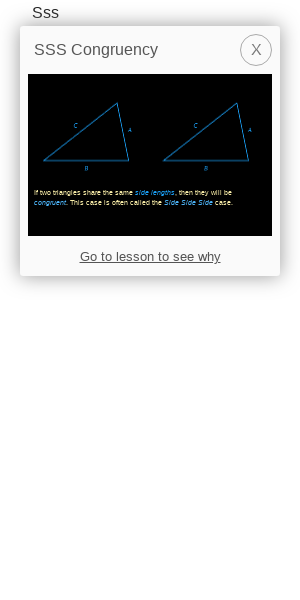 Sss
SSS Congruency
X
C
A
B
C
A
B
If two triangles share the same side lengths, then they will be
congruent. This case is often called the Side Side Side case.
Go to lesson to see why